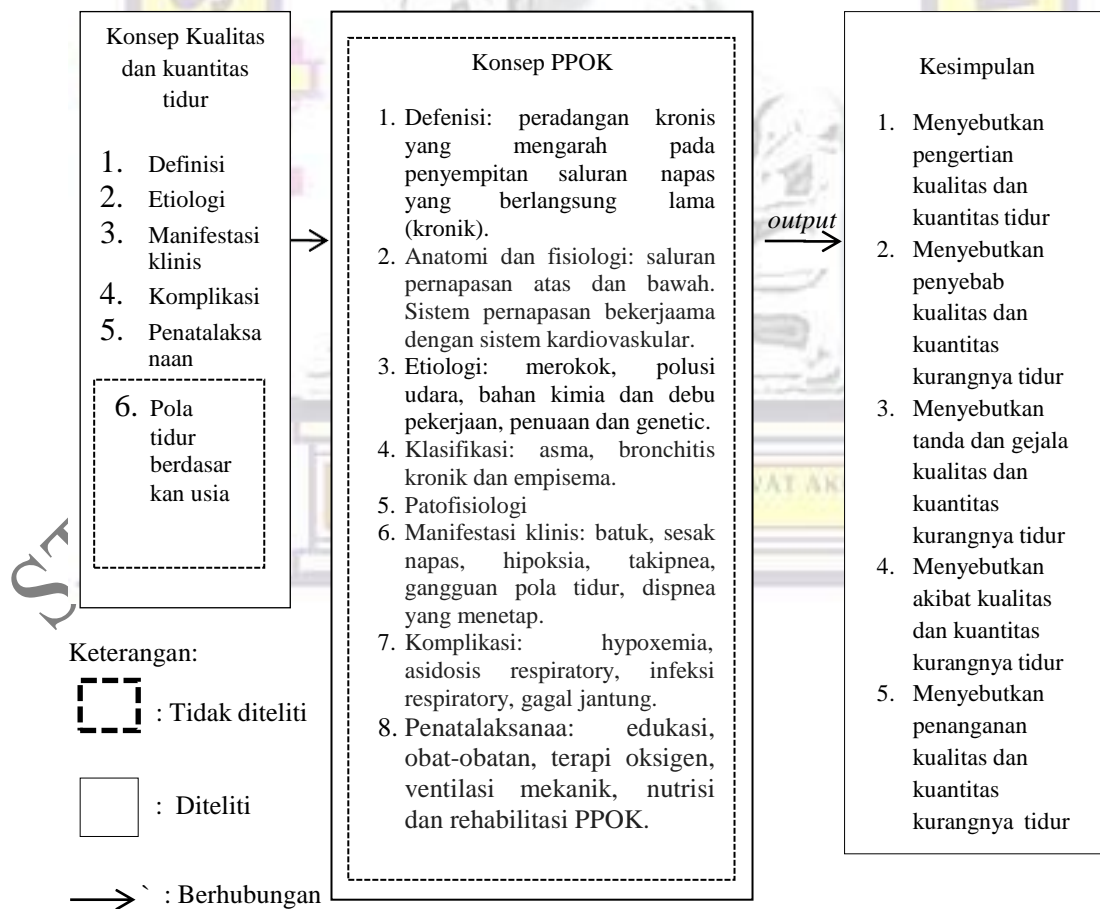 Konsep Kualitas
dan kuantitas
tidur
1. Definisi
2. Etiologi
3. Manifestasi
klinis
4. Komplikasi
5. Penatalaksa
naan
6. Pola
tidur
berdasar
kan usia
Konsep PPOK
1. Defenisi: peradangan kronis
yang mengarah pada
penyempitan saluran napas
yang berlangsung lama
(kronik).
2. Anatomi dan fisiologi: saluran
pernapasan atas dan bawah.
Sistem pernapasan bekerjaama
dengan sistem kardiovaskular.
3. Etiologi: merokok, polusi
udara, bahan kimia dan debu
pekerjaan, penuaan dan genetic.
4. Klasifikasi: asma, bronchitis
kronik dan empisema.
5. Patofisiologi
6. Manifestasi klinis: batuk, sesak
napas, hipoksia, takipnea,
gangguan pola tidur, dispnea
yang menetap.
7. Komplikasi: hypoxemia,
asidosis respiratory, infeksi
respiratory, gagal jantung.
8. Penatalaksanaa: edukasi,
obat-obatan, terapi oksigen,
ventilasi mekanik, nutrisi
dan rehabilitasi PPOK.
output
Kesimpulan
1. Menyebutkan
pengertian
kualitas dan
kuantitas tidur
2. Menyebutkan
penyebab
kualitas dan
kuantitas
kurangnya tidur
3. Menyebutkan
tanda dan gejala
kualitas dan
kuantitas
kurangnya tidur
4. Menyebutkan
akibat kualitas
dan kuantitas
kurangnya tidur
5. Menyebutkan
penanganan
kualitas dan
kuantitas
kurangnya tidur
Keterangan:
: Tidak diteliti
: Diteliti
` : Berhubungan